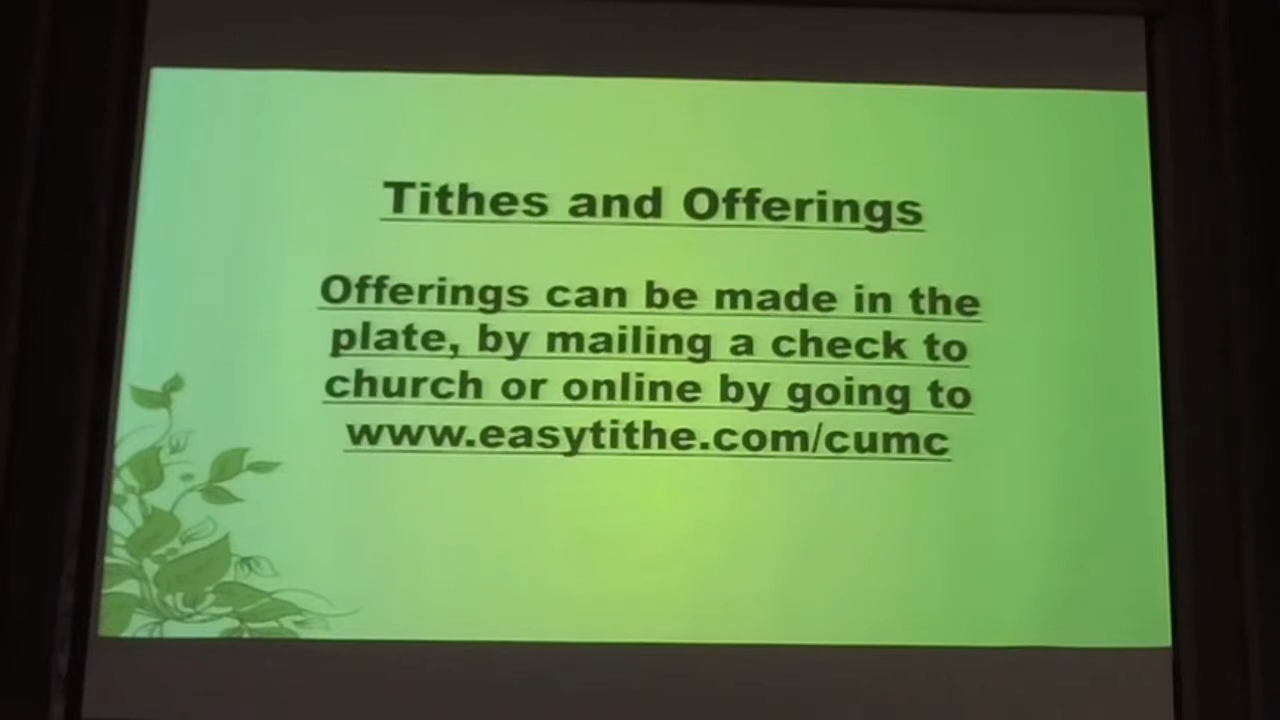 Tithes and Offerings
Offerings can be made in the
plate, by mailing a check to
church or online by going to
www.easytithe.com/cumc